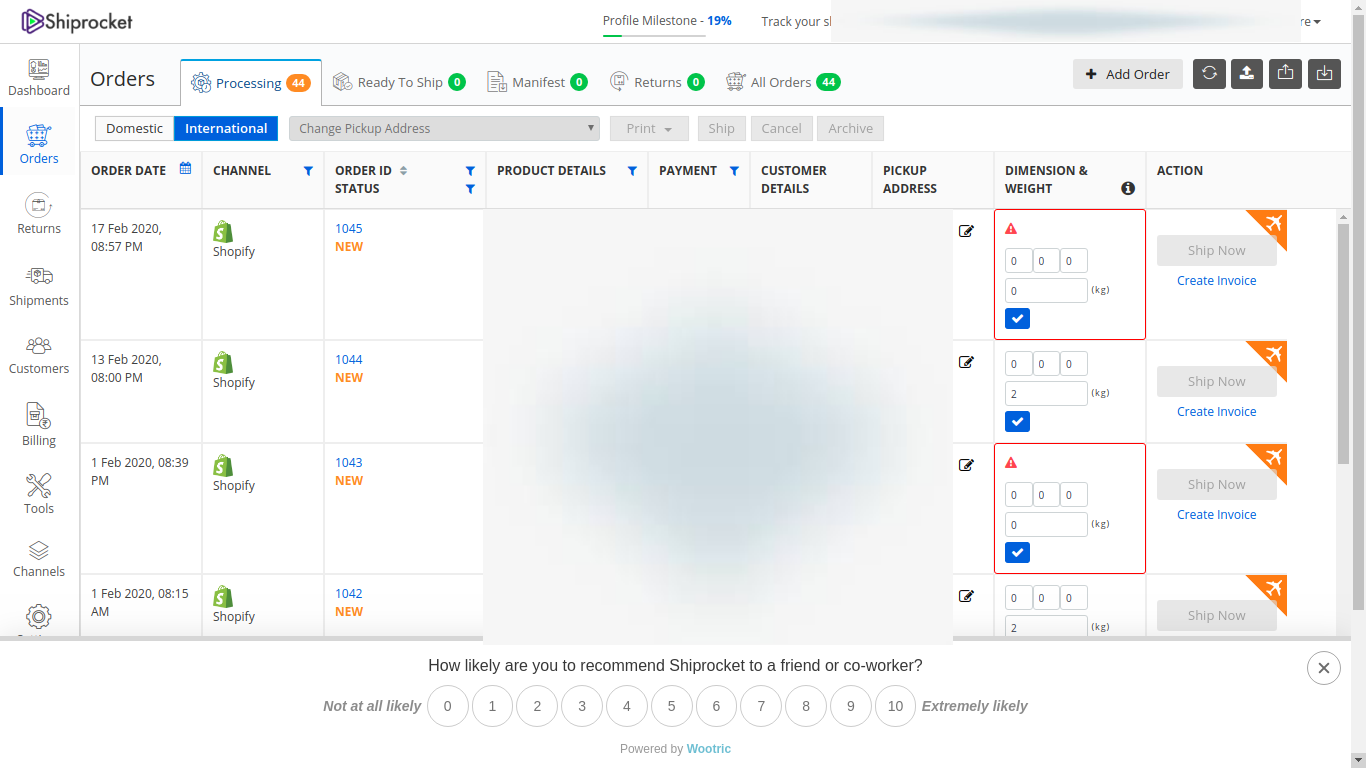 Shiprocket
Profile Milestone - 19%
Track your
Dashboard
Orders
Returns
Shipments
Customers
Billing
Tools
Channels
Orders
Processing 44
Ready To Ship 0
Manifest 0
Returns 0
All Orders 44
+ Add Order
Domestic
International
Change Pickup Address
Print
Ship
Cancel
Archive
ORDER DATE
CHANNEL
ORDER ID
STATUS
PRODUCT DETAILS
PAYMENT
CUSTOMER
DETAILS
PICKUP
ADDRESS
DIMENSION &
WEIGHT
ACTION
17 Feb 2020,
08:57 PM
Shopify
1045
NEW
0 0 0
0 (kg)
Ship Now
Create Invoice
13 Feb 2020,
08:00 PM
Shopify
1044
NEW
0 0 0
2 (kg)
Ship Now
Create Invoice
1 Feb 2020, 08:39
PM
Shopify
1043
NEW
0 0 0
0 (kg)
Ship Now
Create Invoice
1 Feb 2020, 08:15
AM
Shopify
1042
NEW
0 0 0
2 (kg)
Ship Now
How likely are you to recommend Shiprocket to a friend or co-worker?
Not at all likely 0 1 2 3 4 5 6 7 8 9 10 Extremely likely
Powered by Wootric